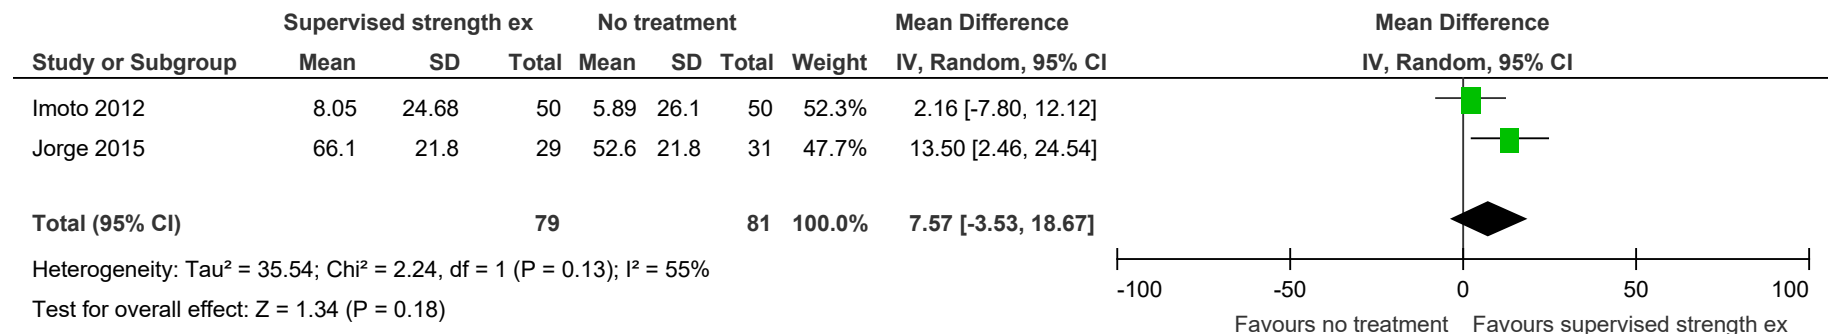 Supervised strength ex No treatment Mean Difference Mean Difference
Study or Subgroup Mean SD Total Mean SD Total Weight IV, Random, 95% CI IV, Random, 95% CI
Imoto 2012 8.05 24.68 50 5.89 26.1 50 52.3% 2.16 [-7.80, 12.12]
Jorge 2015 66.1 21.8 29 52.6 21.8 31 47.7% 13.50 [2.46, 24.54]
Total (95% CI) 79 81 100.0% 7.57 [-3.53, 18.67]
Heterogeneity: Tau² = 35.54; Chi² = 2.24, df = 1 (P = 0.13); I² = 55%
Test for overall effect: Z = 1.34 (P = 0.18)
-100 -50 0 50 100
Favours no treatment Favours supervised strength ex